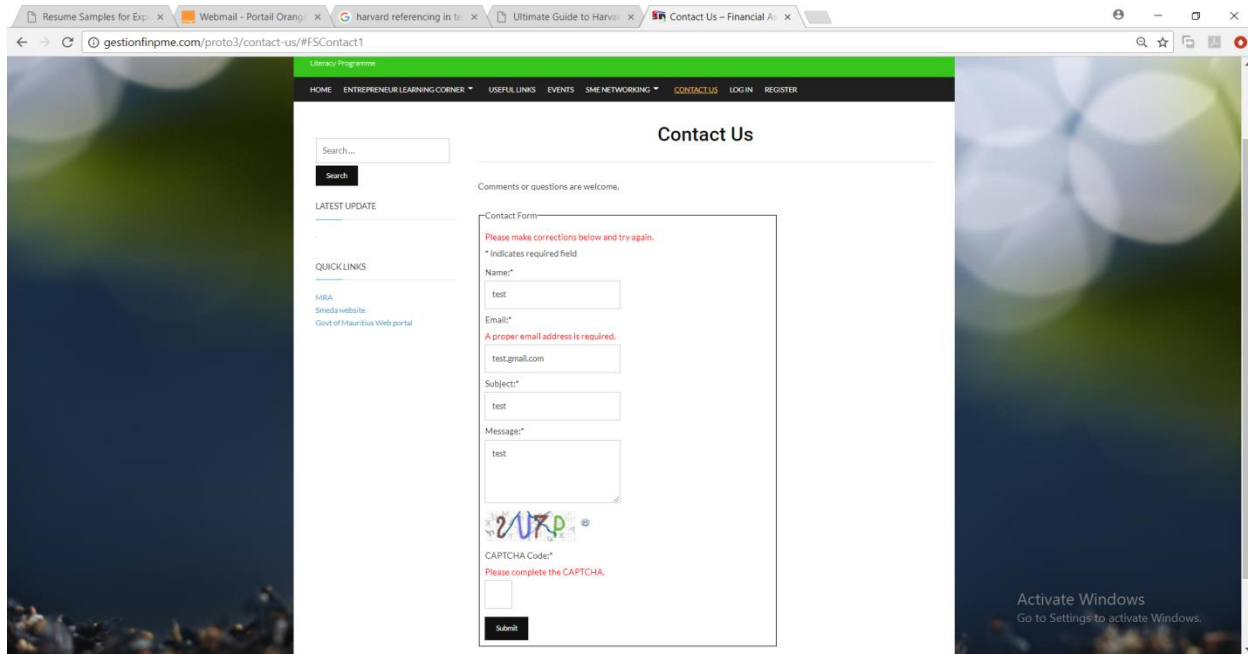 Resume Samples for Exp
Webmail - Portail Orang
harvard referencing in te
Ultimate Guide to Harva
Contact Us – Financial As
gestionfinpme.com/proto3/contact-us/#FSContact1
Literacy Programme
HOME ENTREPRENEUR LEARNING CORNER USEFUL LINKS EVENTS SME NETWORKING CONTACT US LOG IN REGISTER
Search...
Search
LATEST UPDATE
QUICK LINKS
MRA
Smeda website
Govt of Mauritius Web portal
Contact Us
Comments or questions are welcome.
Contact Form
Please make corrections below and try again.
* indicates required field
Name:*
test
Email:*
A proper email address is required.
test.gmail.com
Subject:*
test
Message:*
test
CAPTCHA Code:*
Please complete the CAPTCHA.
Submit
Activate Windows
Go to Settings to activate Windows.